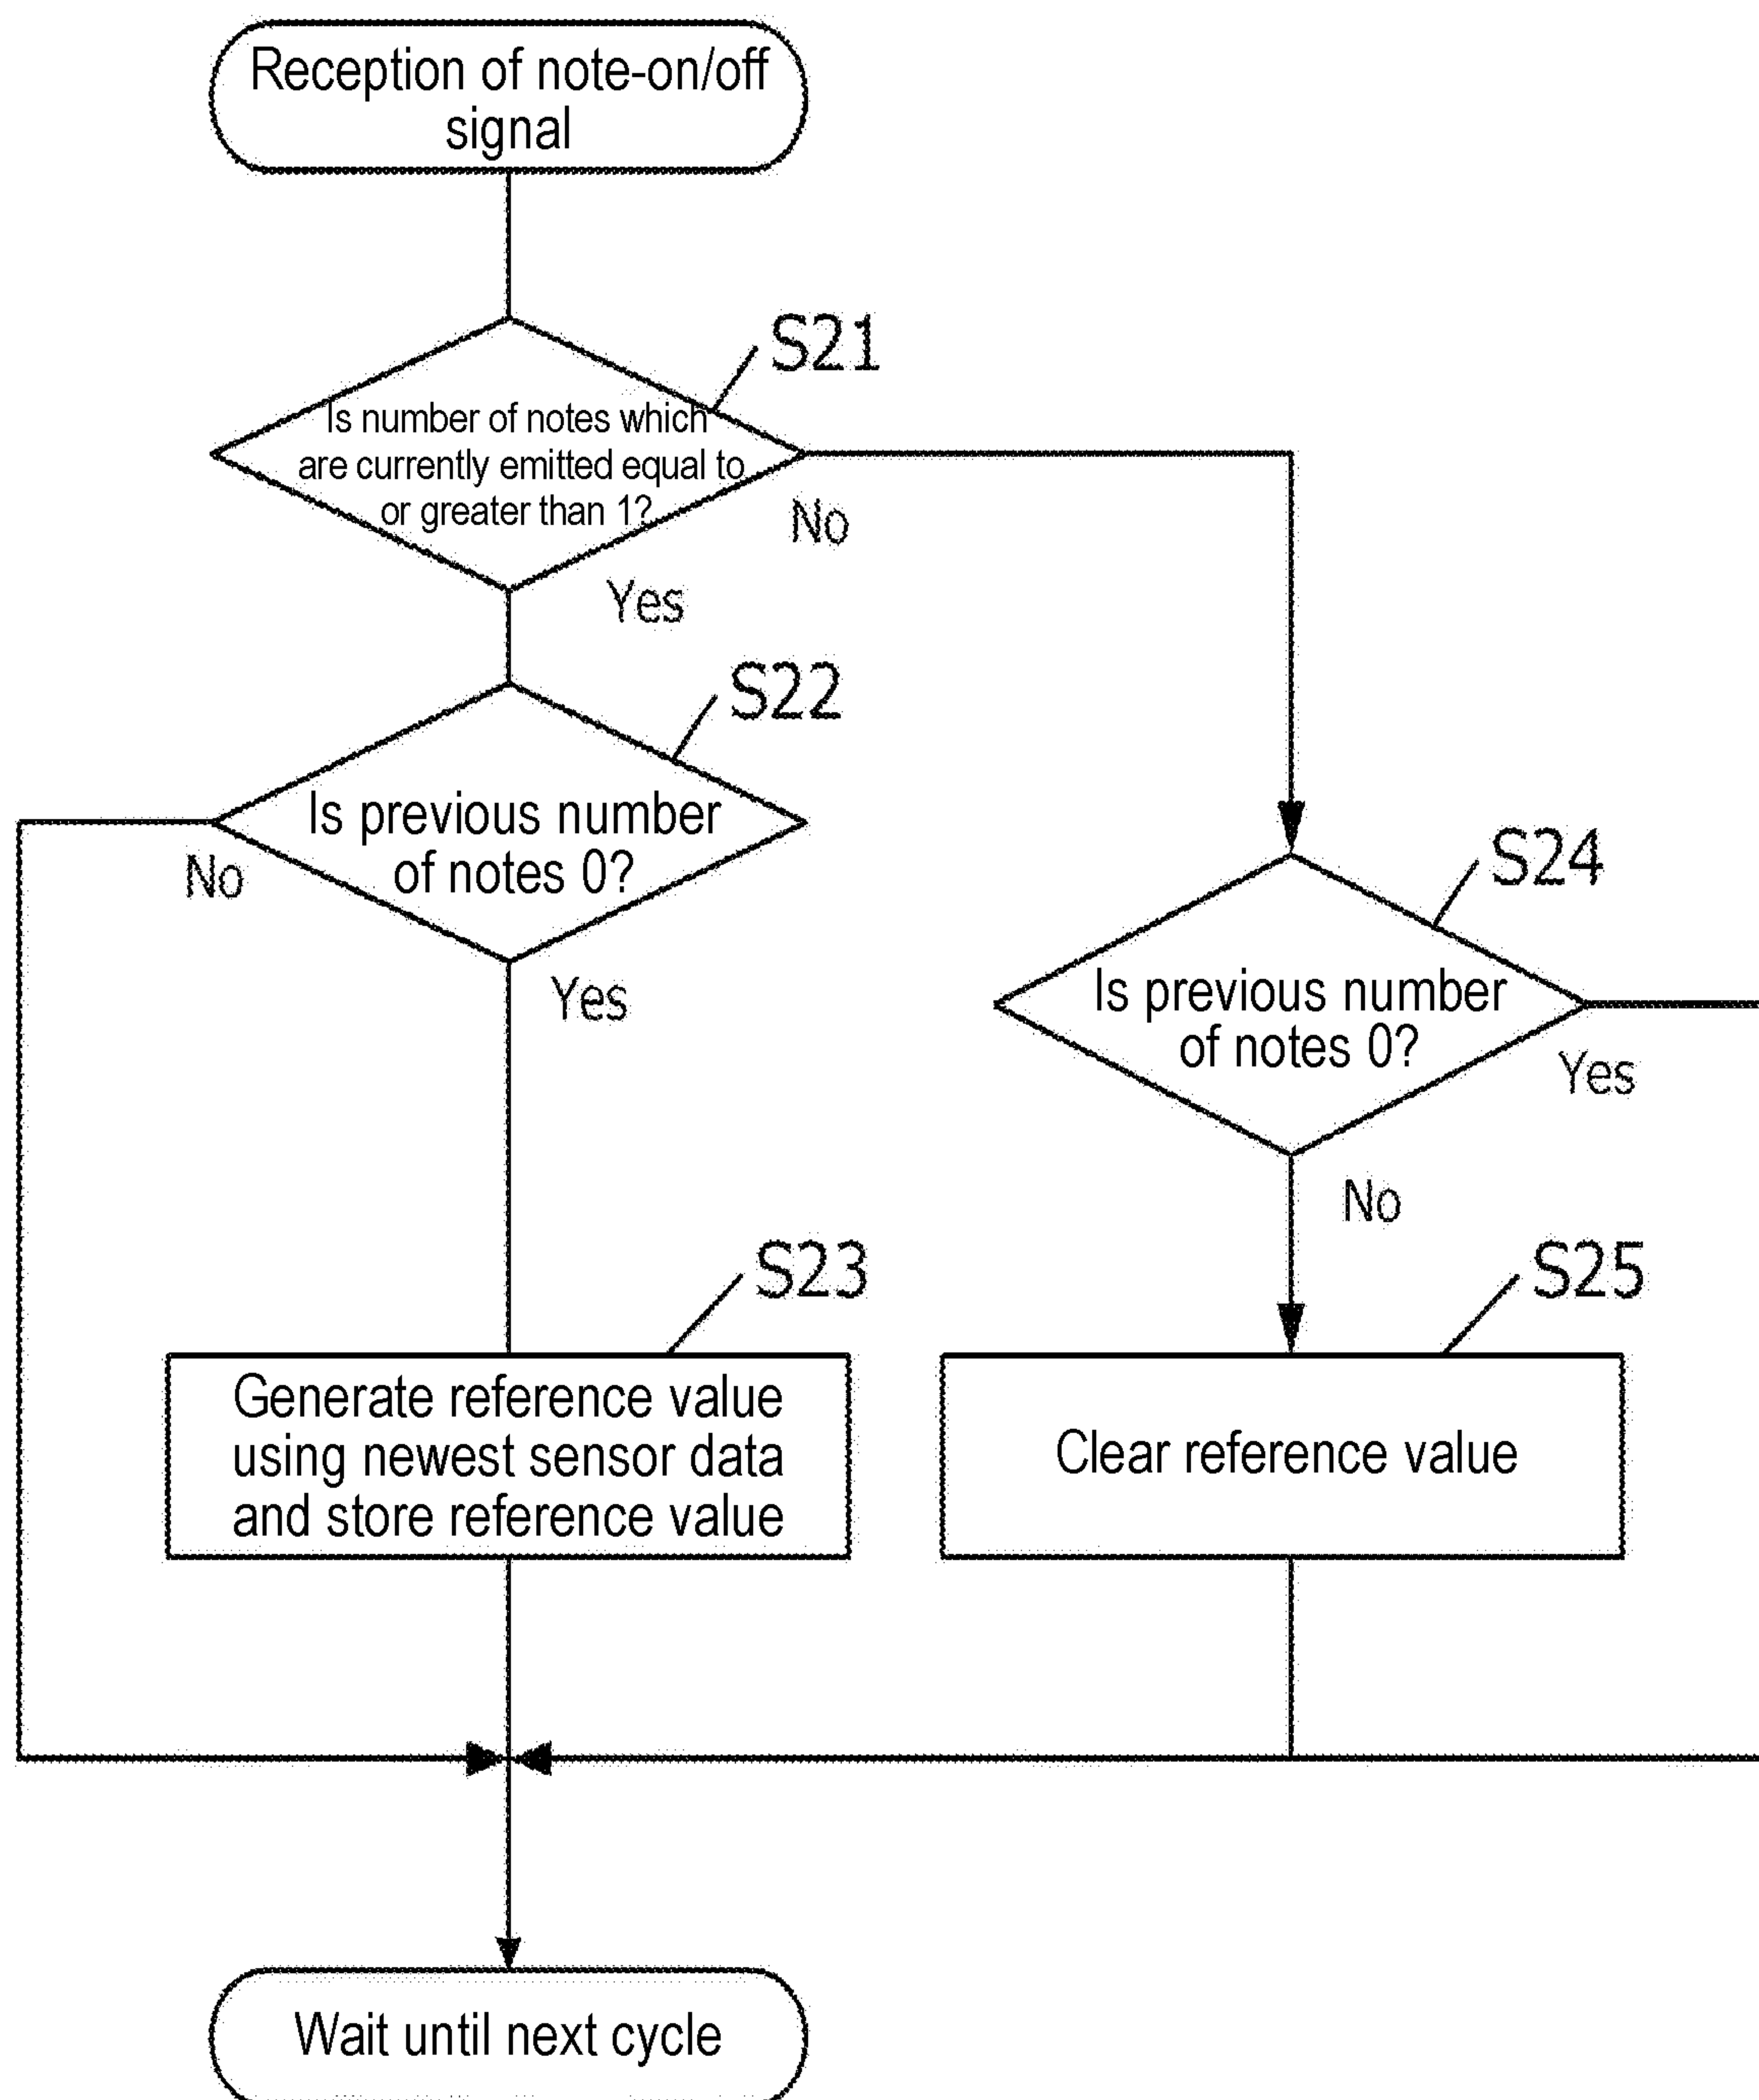 Reception of note-on/off
signal
S21
Is number of notes which
are currently emitted equal to
or greater than 1?
No
Yes
S22
Is previous number
of notes 0?
No
Yes
S24
Is previous number
of notes 0?
Yes
No
S23
Generate reference value
using newest sensor data
and store reference value
S25
Clear reference value
Wait until next cycle